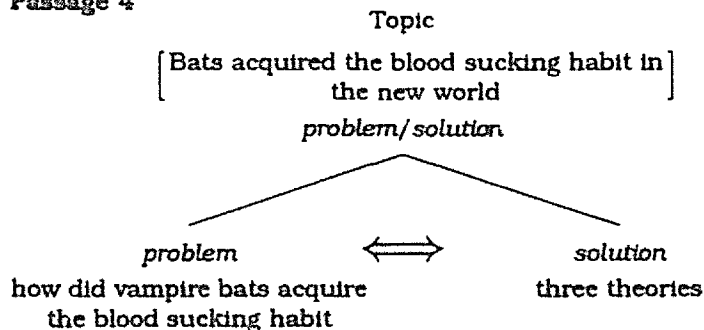 Passage 4
Topic
Bats acquired the blood sucking habit in
the new world
problem/solution
problem ⟺ solution
how did vampire bats acquire three theories
the blood sucking habit